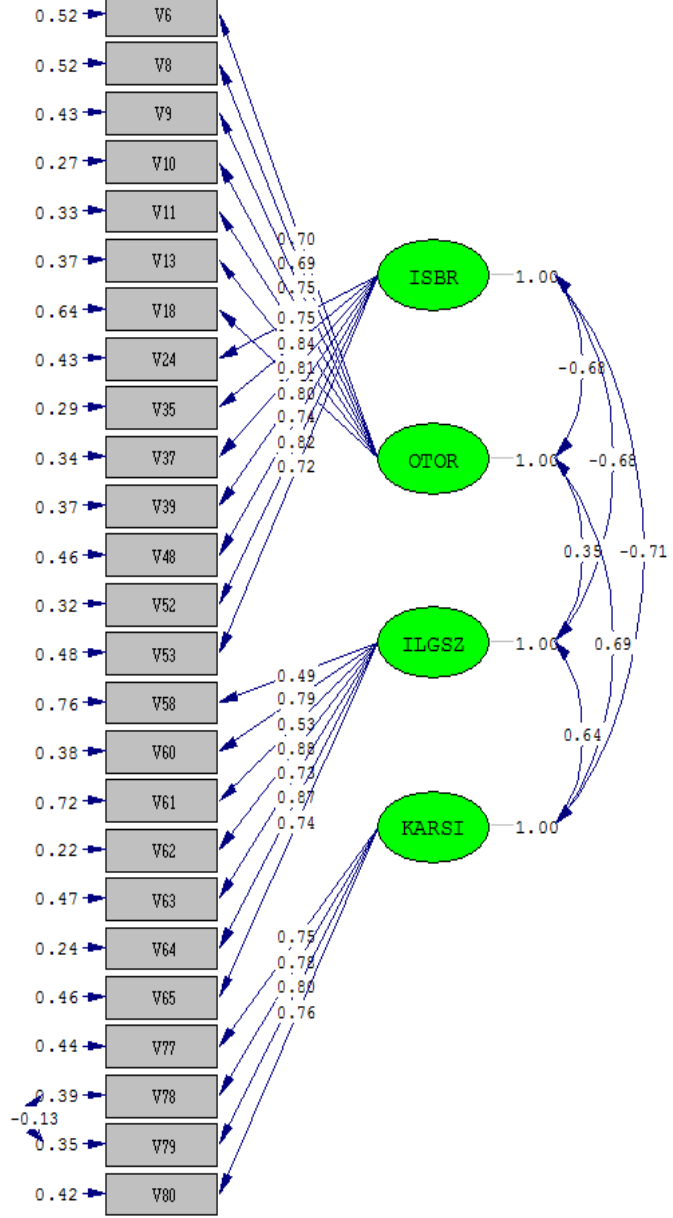 0.52 V6
0.52 V8
0.43 V9
0.27 V10
0.33 V11
0.37 V13
0.64 V18
0.43 V24
0.29 V35
0.34 V37
0.37 V39
0.46 V48
0.32 V52
0.48 V53
0.76 V58
0.38 V60
0.72 V61
0.22 V62
0.47 V63
0.24 V64
0.46 V65
0.44 V77
0.39 V78
-0.13
0.35 V79
0.42 V80
0.70
0.69
0.75
0.75
0.84
0.81
0.80
0.74
0.82
0.72
0.49
0.79
0.53
0.88
0.73
0.87
0.74
0.75
0.78
0.80
0.76
ISBR 1.00
OTOR 1.00
ILGSZ 1.00
KARSI 1.00
-0.68
0.35 -0.71
0.69
0.64